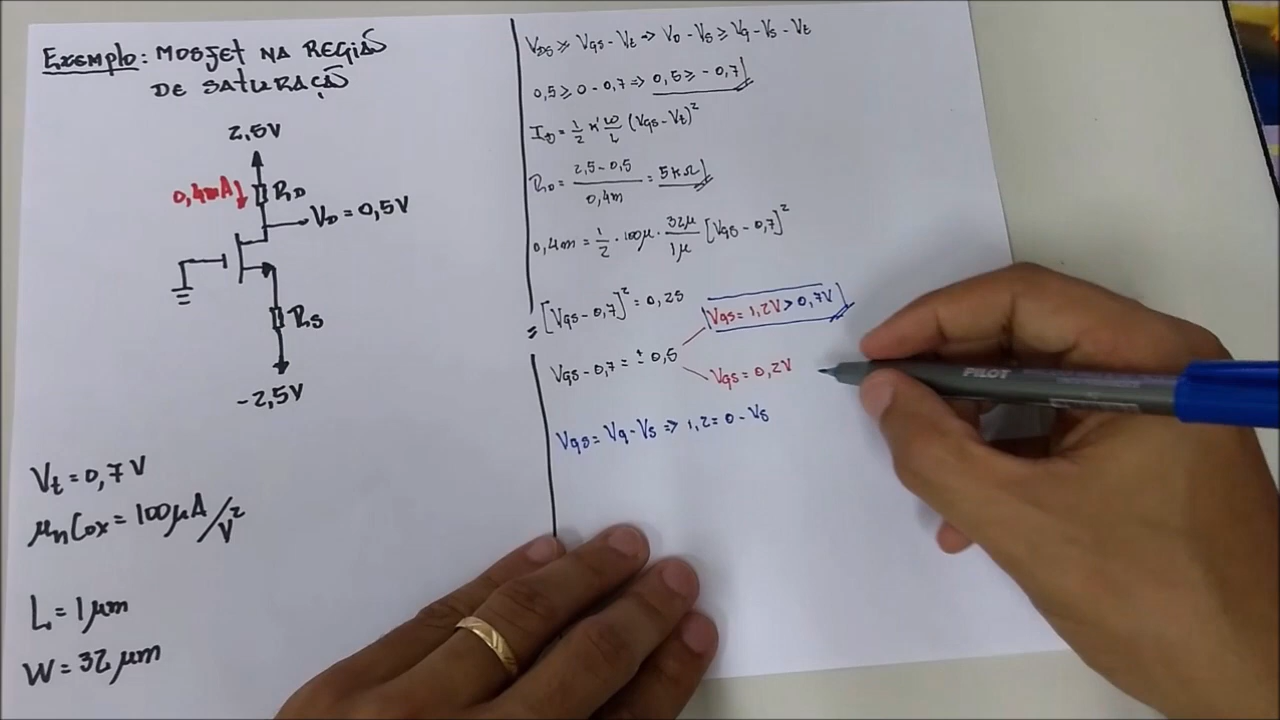 Exemplo: MOSFET NA REGIÃO
DE SATURAÇÃO
2,5V
0,4mA
RD
VD = 0,5V
RS
-2,5V
Vt = 0,7V
μnCox = 100μA/V²
L = 1μm
W = 32μm
VDS ≥ VGS - Vt → VD - VS ≥ VG - VS - Vt
0,5 ≥ 0 - 0,7 ⇒ 0,5 ≥ -0,7
ID = 1/2 K' W/L (VGS - Vt)²
RD = 2,5 - 0,5 / 0,4m = 5KΩ
0,4m = 1/2 · 100μ · 32μ/1μ [VGS - 0,7]²
= [VGS - 0,7]² = 0,25
VGS - 0,7 = ± 0,5
VGS = 1,2V > 0,7V
VGS = 0,2V
VGS = VG - VS ⇒ 1,2 = 0 - VS
PILOT